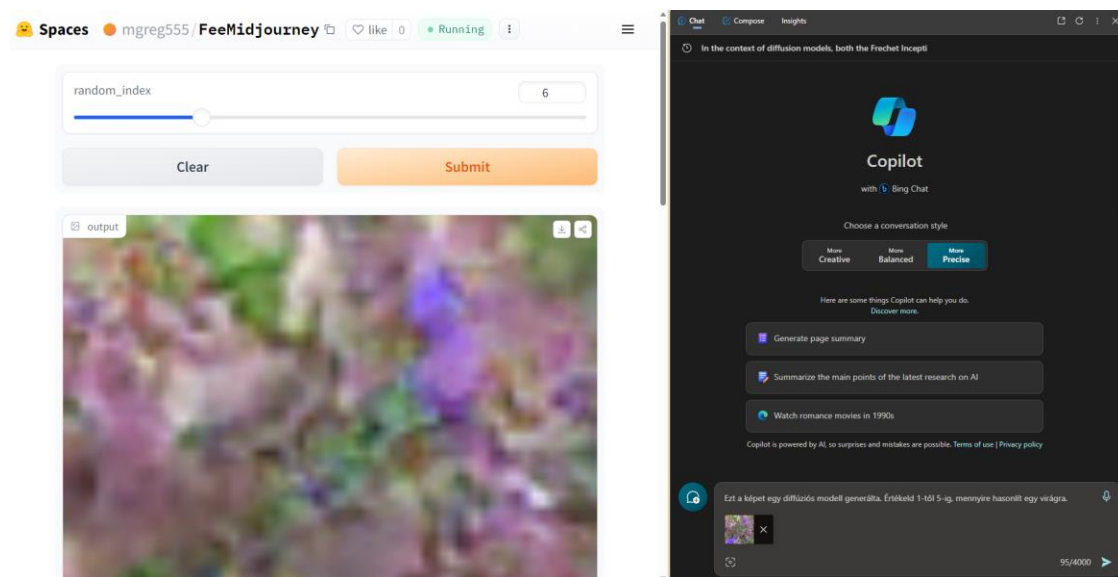 Spaces mgreg555/FeeMidjourney like 0 Running
random_index 6
Clear Submit
output
Chat Compose Insights
In the context of diffusion models, both the Frechet Incepti
Copilot
with Bing Chat
Choose a conversation style
More Creative More Balanced More Precise
Here are some things Copilot can help you do.
Discover more.
Generate page summary
Summarize the main points of the latest research on AI
Watch romance movies in 1990s
Copilot is powered by AI, so surprises and mistakes are possible. Terms of use | Privacy policy
Ezt a képet egy diffúziós modell generálta. Értékeld 1-től 5-ig, mennyire hasonlít egy virágra.
95/4000